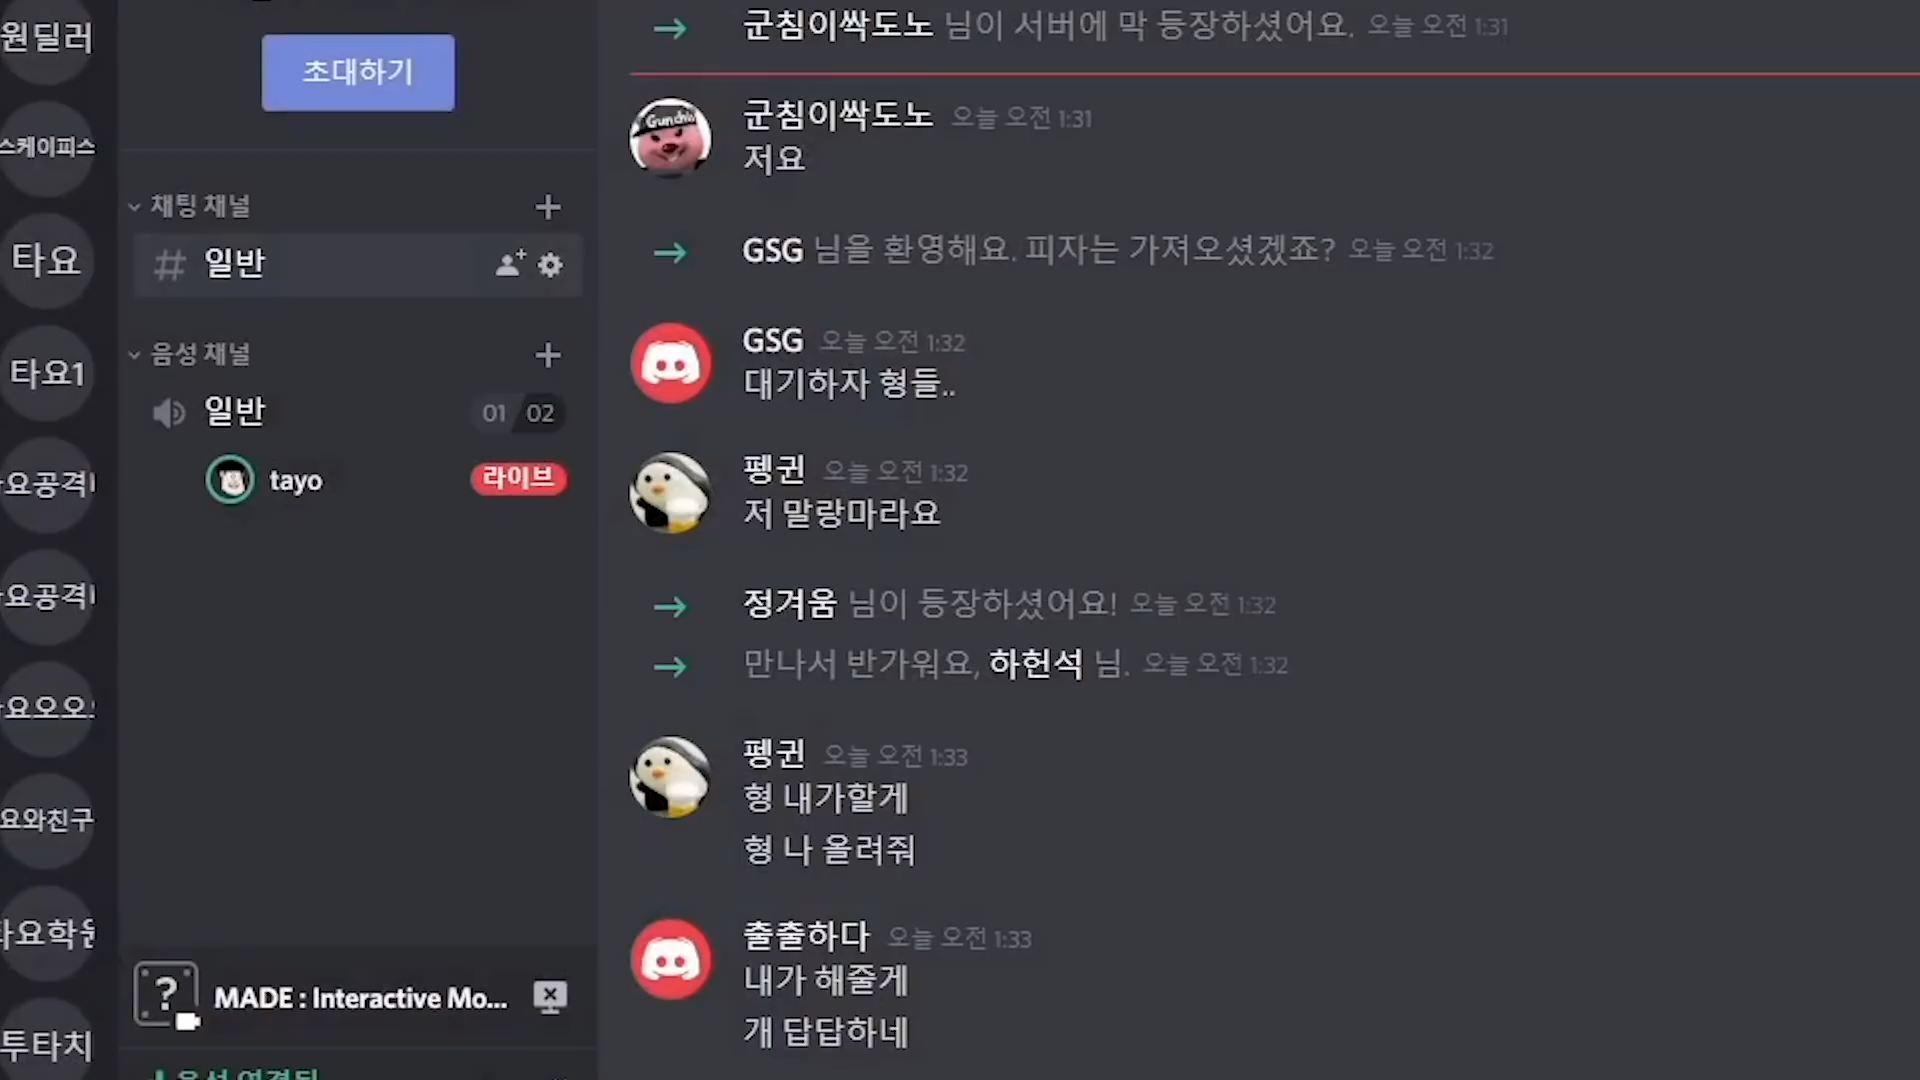 원딜러
스케이피스
타요
타요1
요공격
요공격
요오오
요와친구
타요학원
투타치
초대하기
채팅 채널
일반
음성 채널
일반 01 02
tayo 라이브
MADE : Interactive Mo...
군침이싹도노 님이 서버에 막 등장하셨어요. 오늘 오전 1:31
군침이싹도노 오늘 오전 1:31
저요
GSG 님을 환영해요. 피자는 가져오셨겠죠? 오늘 오전 1:32
GSG 오늘 오전 1:32
대기하자 형들..
펭귄 오늘 오전 1:32
저 말랑마라요
정겨움 님이 등장하셨어요! 오늘 오전 1:32
만나서 반가워요, 하헌석 님. 오늘 오전 1:32
펭귄 오늘 오전 1:33
형 내가할게
형 나 올려줘
출출하다 오늘 오전 1:33
내가 해줄게
개 답답하네